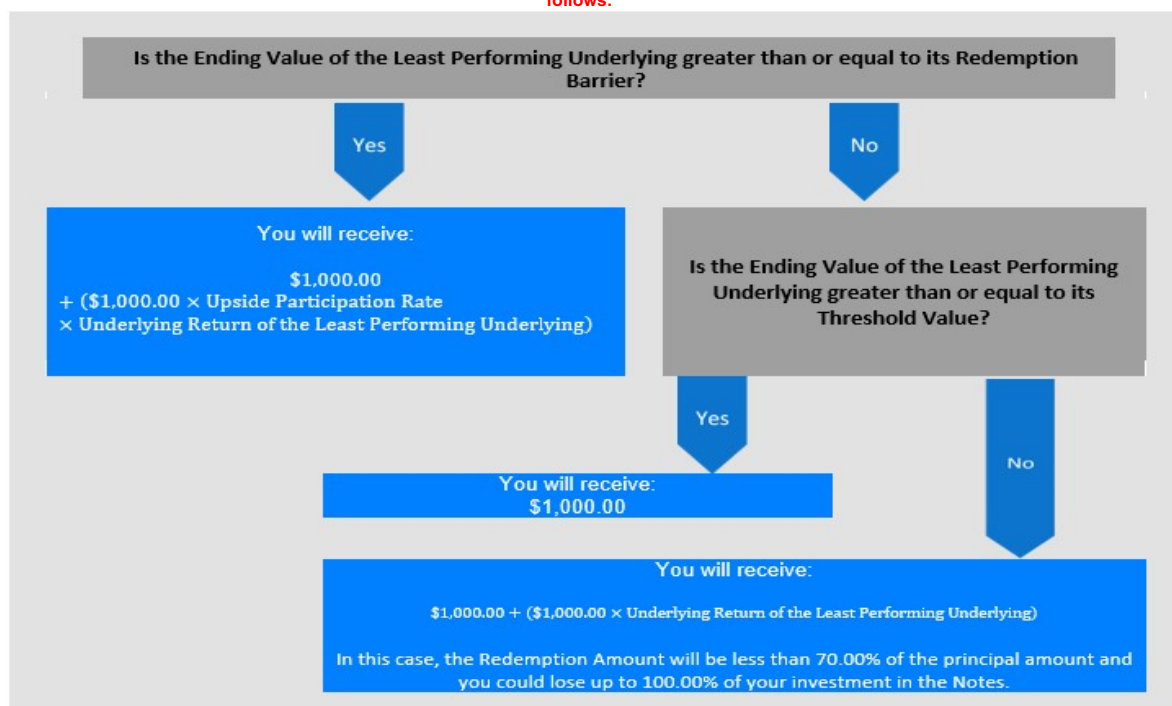 follows:
Is the Ending Value of the Least Performing Underlying greater than or equal to its Redemption
Barrier?
Yes
No
You will receive:
$1,000.00
+ ($1,000.00 × Upside Participation Rate
× Underlying Return of the Least Performing Underlying)
Is the Ending Value of the Least Performing
Underlying greater than or equal to its
Threshold Value?
Yes
No
You will receive:
$1,000.00
You will receive:
$1,000.00 + ($1,000.00 × Underlying Return of the Least Performing Underlying)
In this case, the Redemption Amount will be less than 70.00% of the principal amount and
you could lose up to 100.00% of your investment in the Notes.